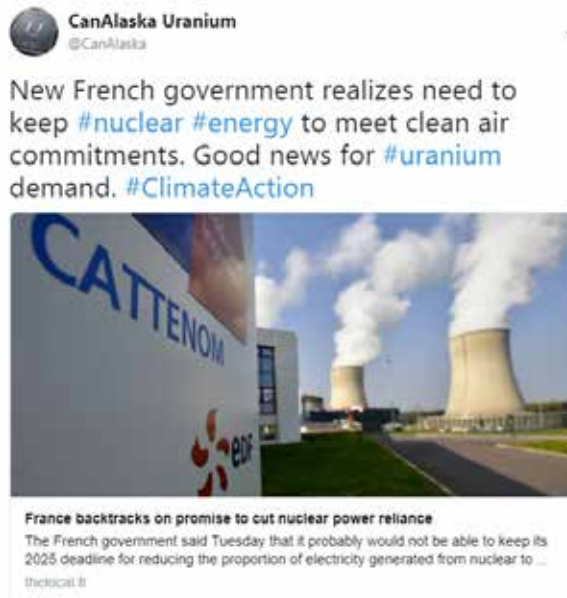 CanAlaska Uranium
@CanAlaska
New French government realizes need to
keep #nuclear #energy to meet clean air
commitments. Good news for #uranium
demand. #ClimateAction
CATTENOM
eDF
France backtracks on promise to cut nuclear power reliance
The French government said Tuesday that it probably would not be able to keep its
2025 deadline for reducing the proportion of electricity generated from nuclear to ...
thelocal.fr